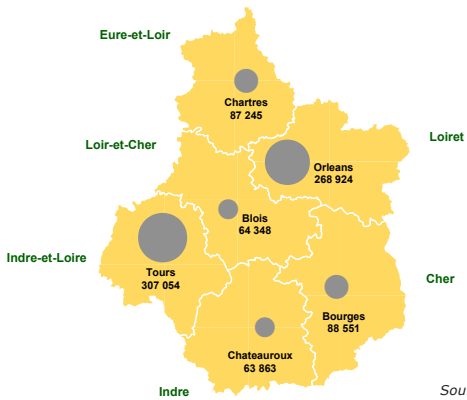 Eure-et-Loir
Chartres
87 245
Loir-et-Cher
Loiret
Orleans
268 924
Blois
64 348
Indre-et-Loire
Tours
307 054
Cher
Bourges
88 551
Chateauroux
63 863
Indre
Sou